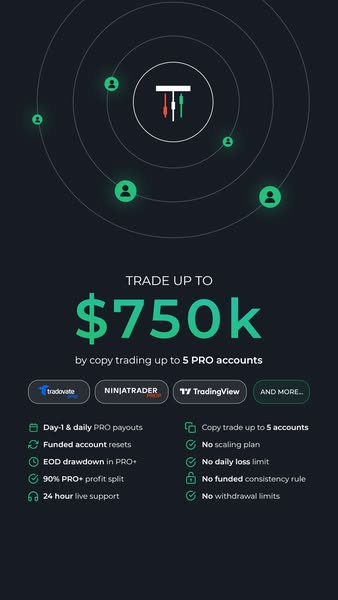 TRADE UP TO
$750k
by copy trading up to 5 PRO accounts
tradovate
NINJATRADER
TradingView
AND MORE...
Day-1 & daily PRO payouts
Copy trade up to 5 accounts
Funded account resets
No scaling plan
EOD drawdown in PRO+
No daily loss limit
90% PRO+ profit split
No funded consistency rule
24 hour live support
No withdrawal limits